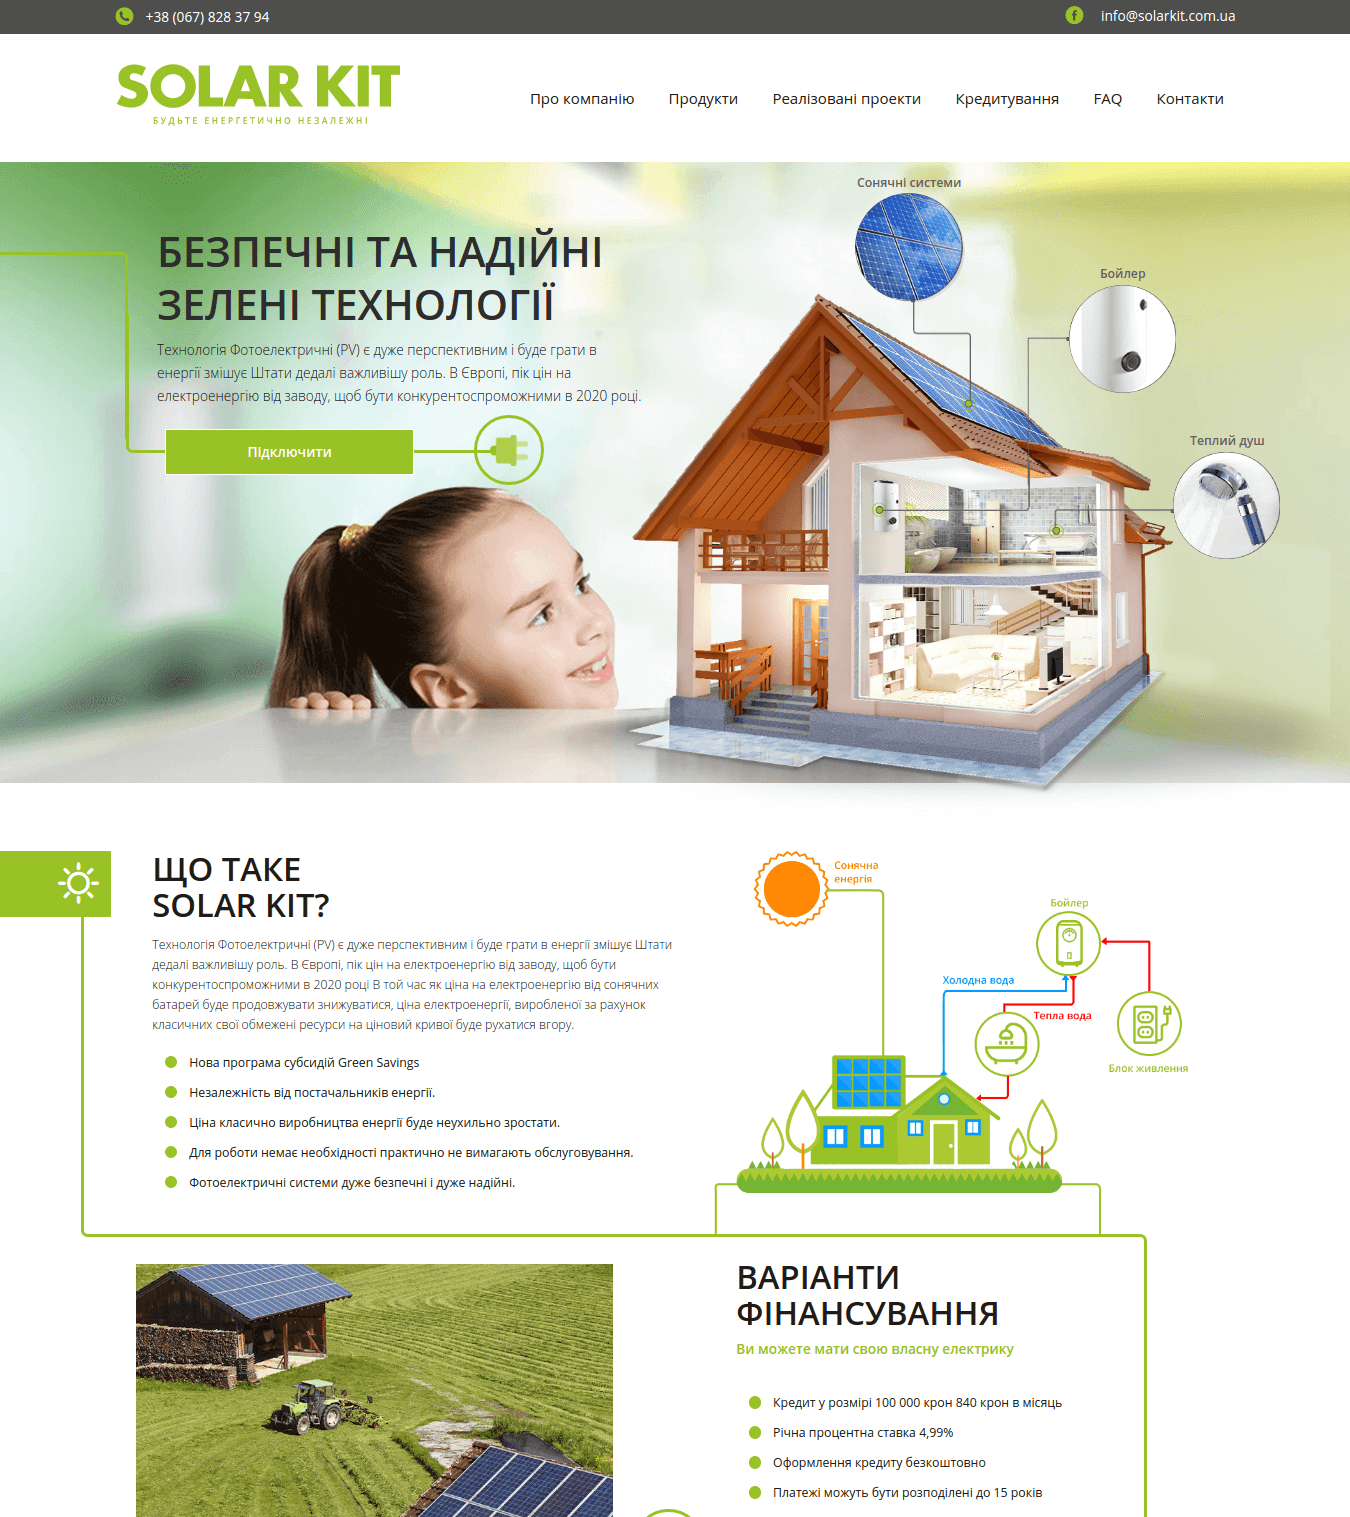 +38 (067) 828 37 94
info@solarkit.com.ua
SOLAR KIT
БУДЬТЕ ЕНЕРГЕТИЧНО НЕЗАЛЕЖНІ
Про компанію Продукти Реалізовані проекти Кредитування FAQ Контакти
Сонячні системи
БЕЗПЕЧНІ ТА НАДІЙНІ
ЗЕЛЕНІ ТЕХНОЛОГІЇ
Бойлер
Технологія Фотоелектричні (PV) є дуже перспективним і буде грати в
енергії змішує Штати дедалі важливішу роль. В Європі, пік цін на
електроенергію від заводу, щоб бути конкурентоспроможними в 2020 році.
Підключити
Теплий душ
ЩО ТАКЕ
SOLAR KIT?
Технологія Фотоелектричні (PV) є дуже перспективним і буде грати в енергії змішує Штати
дедалі важливішу роль. В Європі, пік цін на електроенергію від заводу, щоб бути
конкурентоспроможними в 2020 році В той час як ціна на електроенергію від сонячних
батарей буде продовжувати знижуватися, ціна електроенергії, виробленої за рахунок
класичних свої обмежені ресурси на ціновий кривої буде рухатися вгору.
Нова програма субсидій Green Savings
Незалежність від постачальників енергії.
Ціна класично виробництва енергії буде неухильно зростати.
Для роботи немає необхідності практично не вимагають обслуговування.
Фотоелектричні системи дуже безпечні і дуже надійні.
Сонячна
енергія
Бойлер
Холодна вода
Тепла вода
Блок живлення
ВАРІАНТИ
ФІНАНСУВАННЯ
Ви можете мати свою власну електрику
Кредит у розмірі 100 000 крон 840 крон в місяць
Річна процентна ставка 4,99%
Оформлення кредиту безкоштовно
Платежі можуть бути розподілені до 15 років